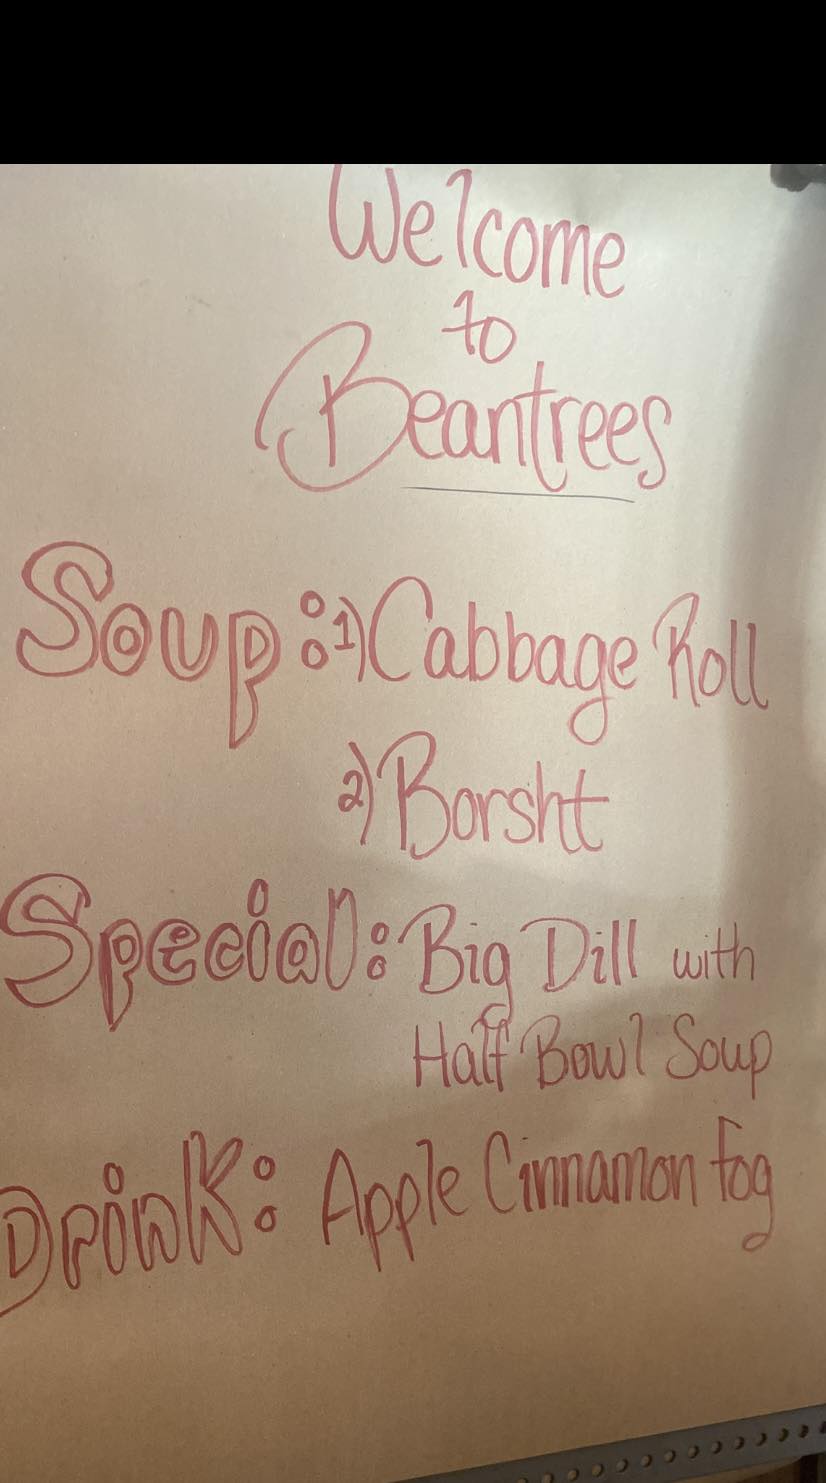 Welcome
to
Beantrees
Soup: 1) Cabbage Roll
2) Borsht
Special: Big Dill with
Half Bowl Soup
Drink: Apple Cinnamon Fog